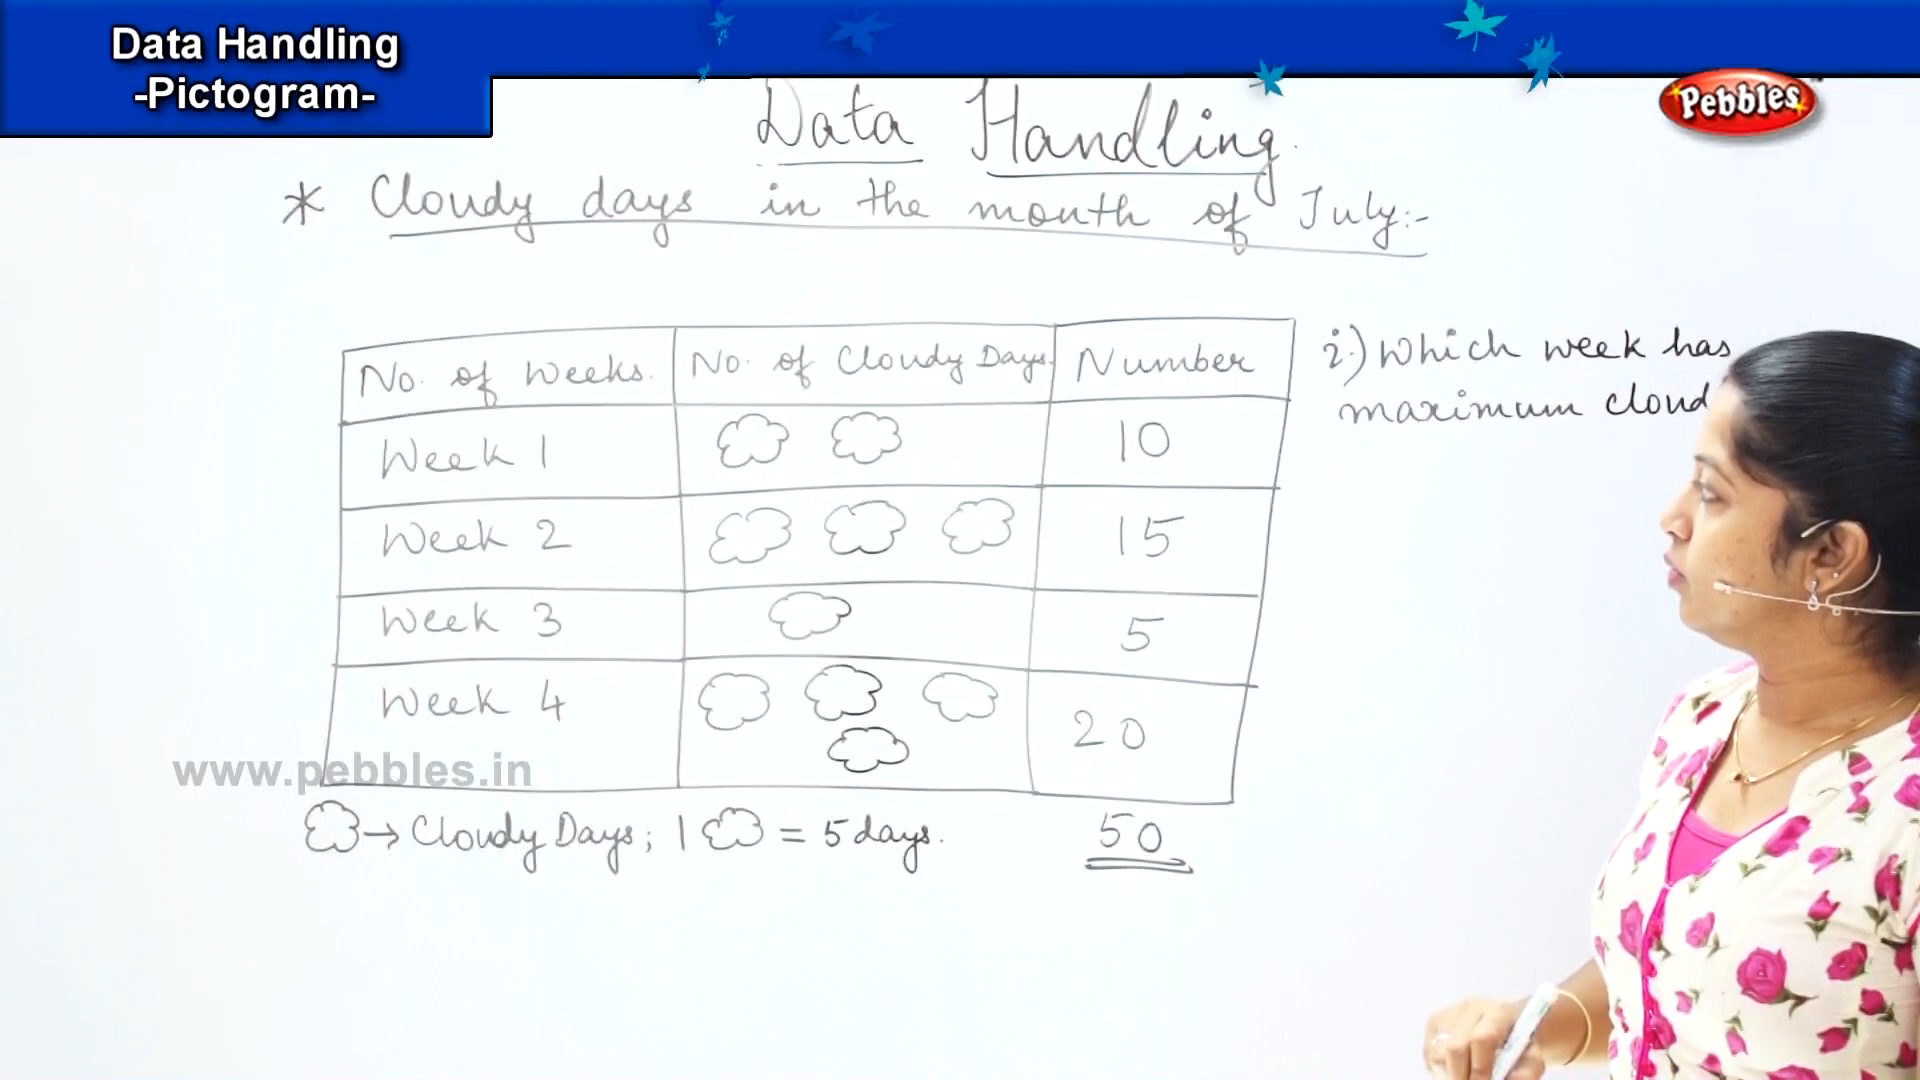 Data Handling
-Pictogram-
Pebbles
Data Handling.
* Cloudy days in the month of July:-
No. of Weeks. No. of Cloudy Days. Number
Week 1 10
Week 2 15
Week 3 5
Week 4 20
www.pebbles.in
→ Cloudy Days; 1 = 5 days. 50
i.) Which week has
maximum cloud